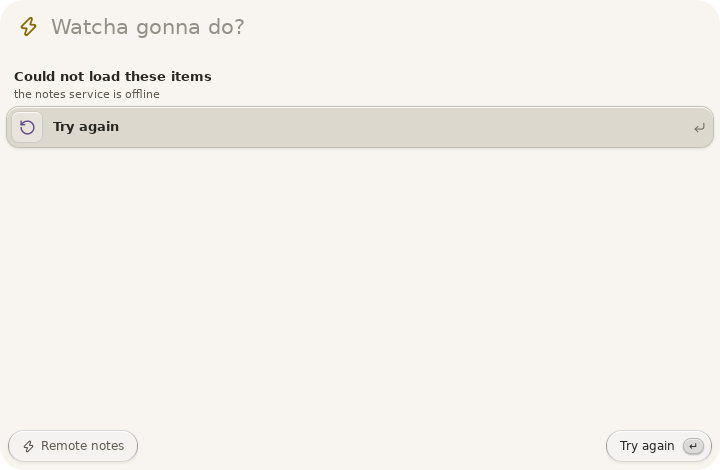 Watcha gonna do?
Could not load these items
the notes service is offline
Try again
Remote notes
Try again